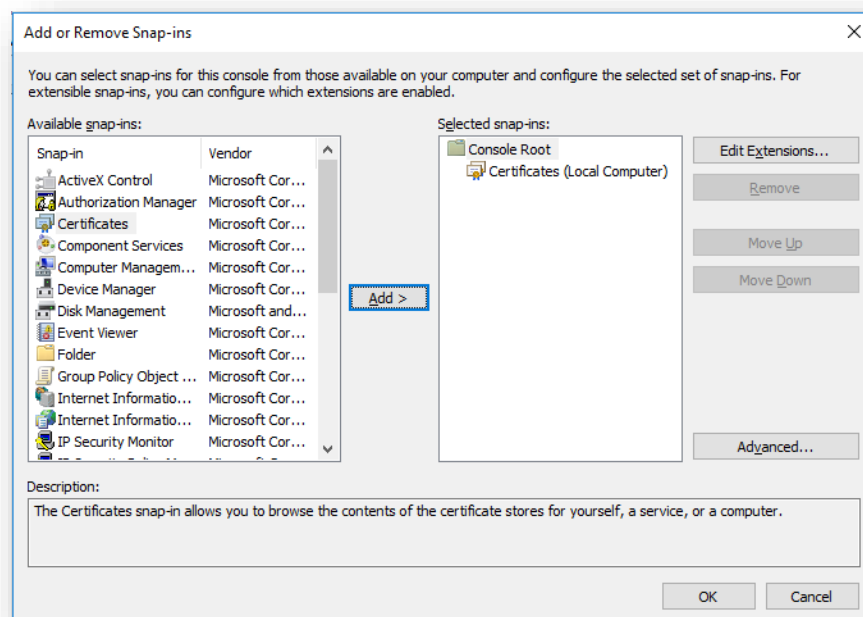 Add or Remove Snap-ins
You can select snap-ins for this console from those available on your computer and configure the selected set of snap-ins. For
extensible snap-ins, you can configure which extensions are enabled.
Available snap-ins:
Snap-in Vendor
ActiveX Control Microsoft Cor...
Authorization Manager Microsoft Cor...
Certificates Microsoft Cor...
Component Services Microsoft Cor...
Computer Managem... Microsoft Cor...
Device Manager Microsoft Cor...
Disk Management Microsoft and...
Event Viewer Microsoft Cor...
Folder Microsoft Cor...
Group Policy Object ... Microsoft Cor...
Internet Informatio... Microsoft Cor...
Internet Informatio... Microsoft Cor...
IP Security Monitor Microsoft Cor...
Add >
Selected snap-ins:
Console Root
Certificates (Local Computer)
Edit Extensions...
Remove
Move Up
Move Down
Advanced...
Description:
The Certificates snap-in allows you to browse the contents of the certificate stores for yourself, a service, or a computer.
OK Cancel